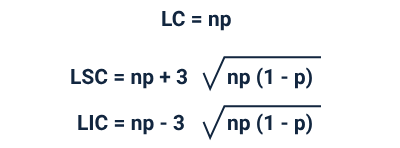 LC = np
LSC = np + 3 √np (1 - p)
LIC = np - 3 √np (1 - p)